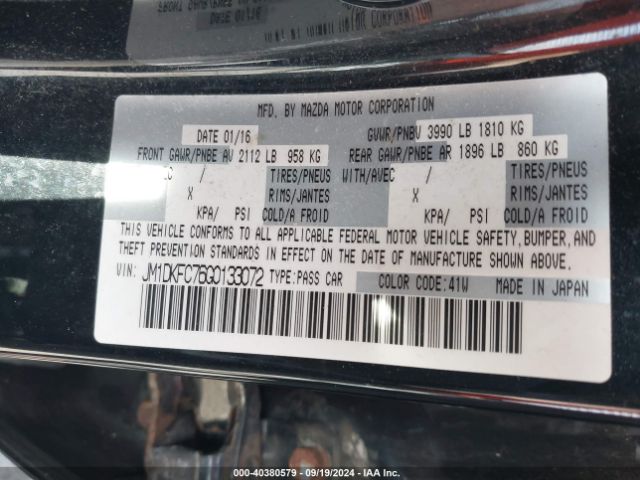 MFD. BY MAZDA MOTOR CORPORATION
DATE 01/16 GVWR/PNBV 3990 LB 1810 KG
FRONT GAWR/PNBE AV 2112 LB 958 KG REAR GAWR/PNBE AR 1896 LB 860 KG
C / TIRES/PNEUS WITH/AVEC / TIRES/PNEUS
X RIMS/JANTES X RIMS/JANTES
KPA/ PSI COLD/A FROID KPA/ PSI COLD/A FROID
THIS VEHICLE CONFORMS TO ALL APPLICABLE FEDERAL MOTOR VEHICLE SAFETY, BUMPER, AND
THEFT PREVENTION STANDARDS IN EFFECT ON THE DATE OF MANUFACTURE SHOWN ABOVE.
VIN: JM1DKFC76G0133072 TYPE: PASS CAR COLOR CODE: 41W MADE IN JAPAN
000-40380579 - 09/19/2024 - IAA Inc.